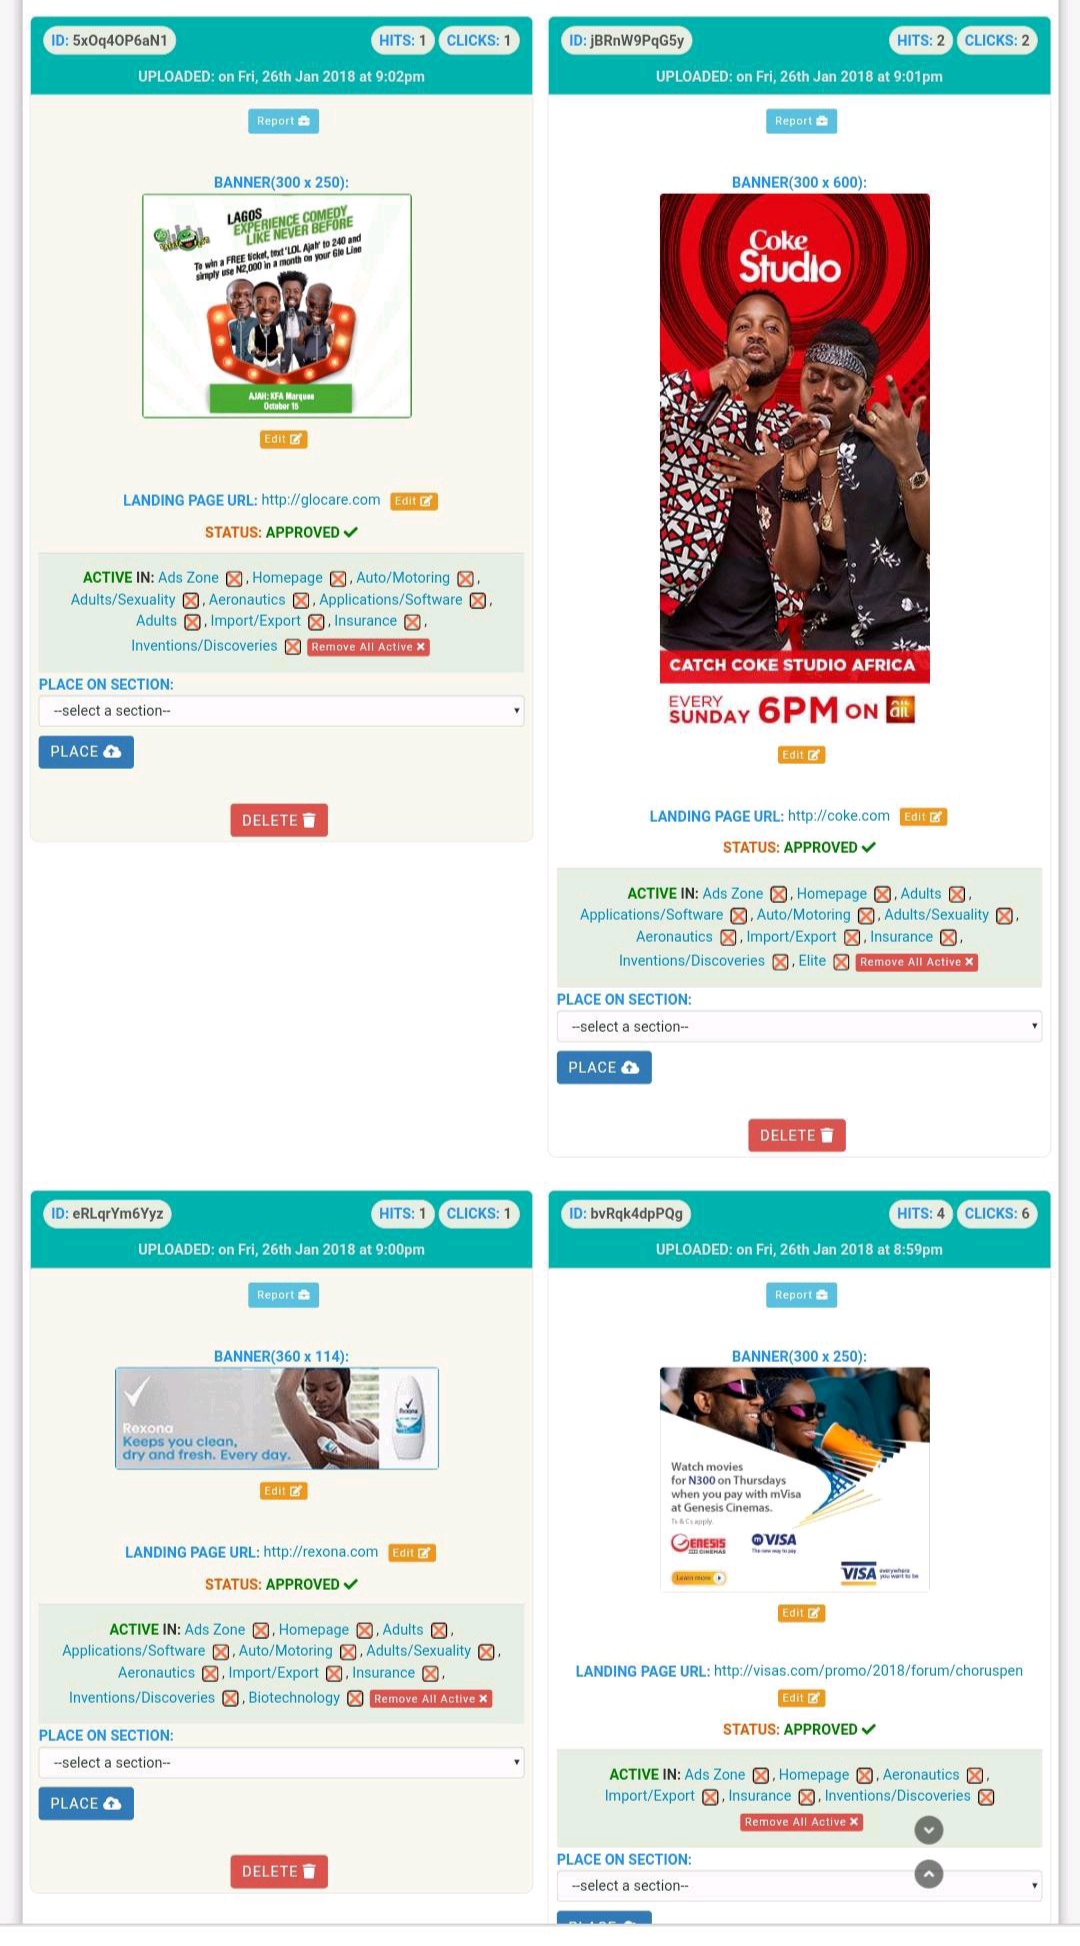 ID: 5xOq4OP6aN1
HITS: 1
CLICKS: 1
UPLOADED: on Fri, 26th Jan 2018 at 9:02pm
Report
BANNER(300 x 250):
LAGOS
EXPERIENCE COMEDY
LIKE NEVER BEFORE
To win a FREE ticket, text 'LOL Ajah' to 240 and
simply use N2,000 in a month on your Glo Line
AJAH: KFA Marquee
October 15
Edit
LANDING PAGE URL: http://glocare.com Edit
STATUS: APPROVED
ACTIVE IN: Ads Zone , Homepage , Auto/Motoring ,
Adults/Sexuality , Aeronautics , Applications/Software ,
Adults , Import/Export , Insurance ,
Inventions/Discoveries Remove All Active
PLACE ON SECTION:
--select a section--
PLACE
DELETE
ID: jBRnW9PqG5y
HITS: 2
CLICKS: 2
UPLOADED: on Fri, 26th Jan 2018 at 9:01pm
Report
BANNER(300 x 600):
Coke
Studio
CATCH COKE STUDIO AFRICA
EVERY
SUNDAY 6PM ON ait
Edit
LANDING PAGE URL: http://coke.com Edit
STATUS: APPROVED
ACTIVE IN: Ads Zone , Homepage , Adults ,
Applications/Software , Auto/Motoring , Adults/Sexuality ,
Aeronautics , Import/Export , Insurance ,
Inventions/Discoveries , Elite Remove All Active
PLACE ON SECTION:
--select a section--
PLACE
DELETE
ID: eRLqrYm6Yyz
HITS: 1
CLICKS: 1
UPLOADED: on Fri, 26th Jan 2018 at 9:00pm
Report
BANNER(360 x 114):
Rexona
Keeps you clean,
dry and fresh. Every day.
Rexona
Edit
LANDING PAGE URL: http://rexona.com Edit
STATUS: APPROVED
ACTIVE IN: Ads Zone , Homepage , Adults ,
Applications/Software , Auto/Motoring , Adults/Sexuality ,
Aeronautics , Import/Export , Insurance ,
Inventions/Discoveries , Biotechnology Remove All Active
PLACE ON SECTION:
--select a section--
PLACE
DELETE
ID: bvRqk4dpPQg
HITS: 4
CLICKS: 6
UPLOADED: on Fri, 26th Jan 2018 at 8:59pm
Report
BANNER(300 x 250):
Watch movies
for N300 on Thursdays
when you pay with mVisa
at Genesis Cinemas.
Ts & Cs apply.
GENESIS
CINEMAS
mVISA
The new way to pay
Learn more
VISA everywhere
you want to be
Edit
LANDING PAGE URL: http://visas.com/promo/2018/forum/choruspen
Edit
STATUS: APPROVED
ACTIVE IN: Ads Zone , Homepage , Aeronautics ,
Import/Export , Insurance , Inventions/Discoveries
Remove All Active
PLACE ON SECTION:
--select a section--
PLACE